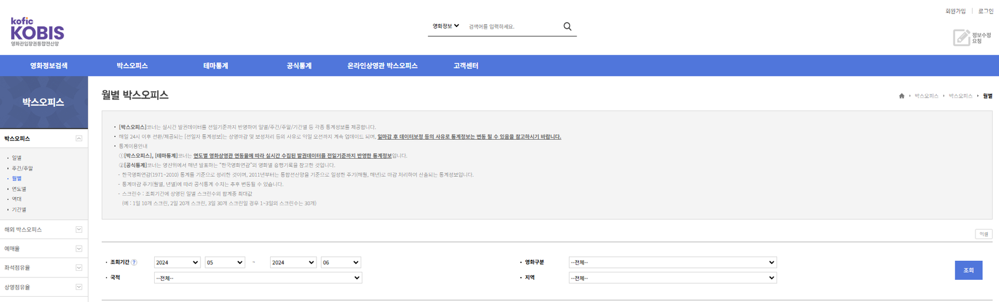 회원가입
로그인
kofic
KOBIS
영화관입장권통합전산망
영화정보
검색어를 입력하세요.
정보수정
요청
영화정보검색
박스오피스
테마통계
공식통계
온라인상영관 박스오피스
고객센터
박스오피스
월별 박스오피스
박스오피스
박스오피스
월별
박스오피스
· 일별
· 주간/주말
· 월별
· 연도별
· 역대
· 기간별
해외 박스오피스
예매율
좌석점유율
상영점유율
· [박스오피스]코너는 실시간 발권데이터를 전일기준까지 반영하여 일별/주간/주말/기간별 등 각종 통계정보를 제공합니다.
· 매일 24시 이후 전환/제공되는 [전일자 통계정보]는 상영마감 및 보정처리 등의 사유로 익일 오전까지 계속 업데이트 되며, 일마감 후 데이터보정 등의 사유로 통계정보는 변동 될 수 있음을 참고하시기 바랍니다.
· 통계이용안내
①[박스오피스], [테마통계]코너는 연도별 영화상영관 연동율에 따라 실시간 수집된 발권데이터를 전일기준까지 반영한 통계정보입니다.
②[공식통계]코너는 영진위에서 매년 발표하는 "한국영화연감"의 영화별 흥행기록을 참고한 것입니다.
- 한국영화연감(1971~2010) 통계를 기준으로 정리한 것이며, 2011년부터는 통합전산망을 기준으로 일정한 주기(매월, 매년)로 마감 처리하여 산출되는 통계정보입니다.
- 통계마감 주기(월별, 년별)에 따라 공식통계 수치는 추후 변동될 수 있습니다.
- 스크린수 : 조회기간에 상영된 일별 스크린수의 합계중 최대값
(예 : 1일 10개 스크린, 2일 20개 스크린, 3일 30개 스크린일 경우 1~3일의 스크린수는 30개)
엑셀
· 조회기간 ? 2024 05 ~ 2024 06
· 영화구분 --전체--
· 국적 --전체--
· 지역 --전체--
조회